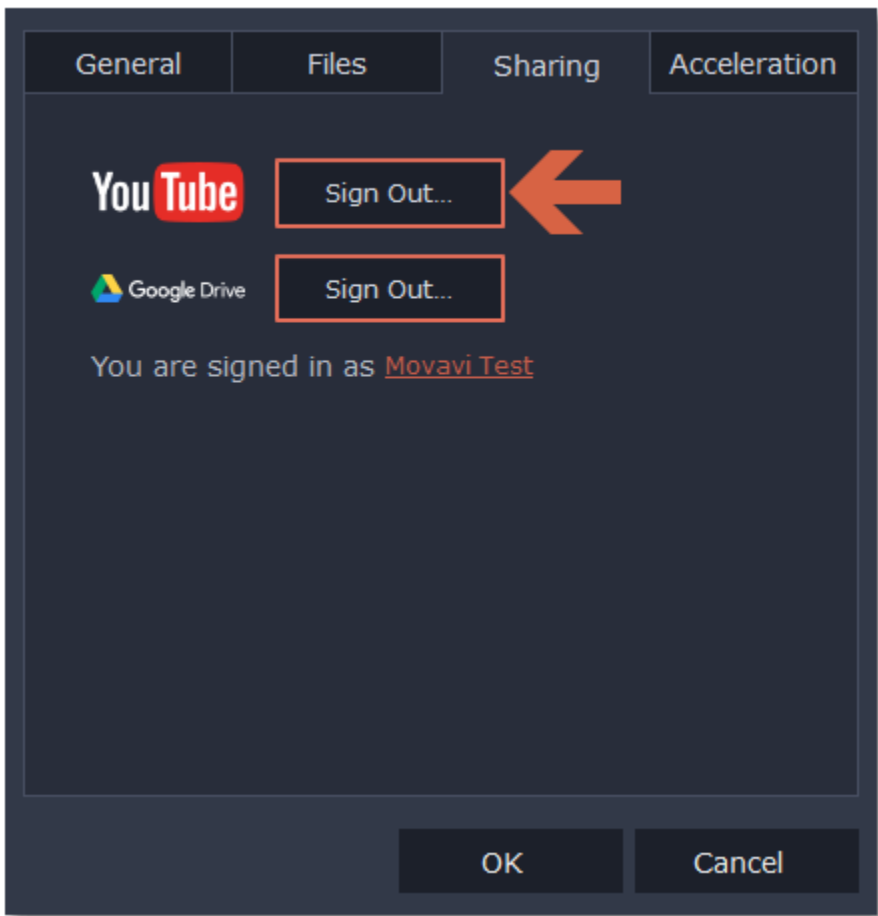 General Files Sharing Acceleration
YouTube Sign Out...
Google Drive Sign Out...
You are signed in as Movavi Test
OK Cancel